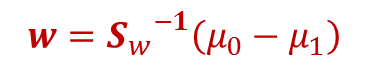 w = S_w^{-1}(μ_0 − μ_1)